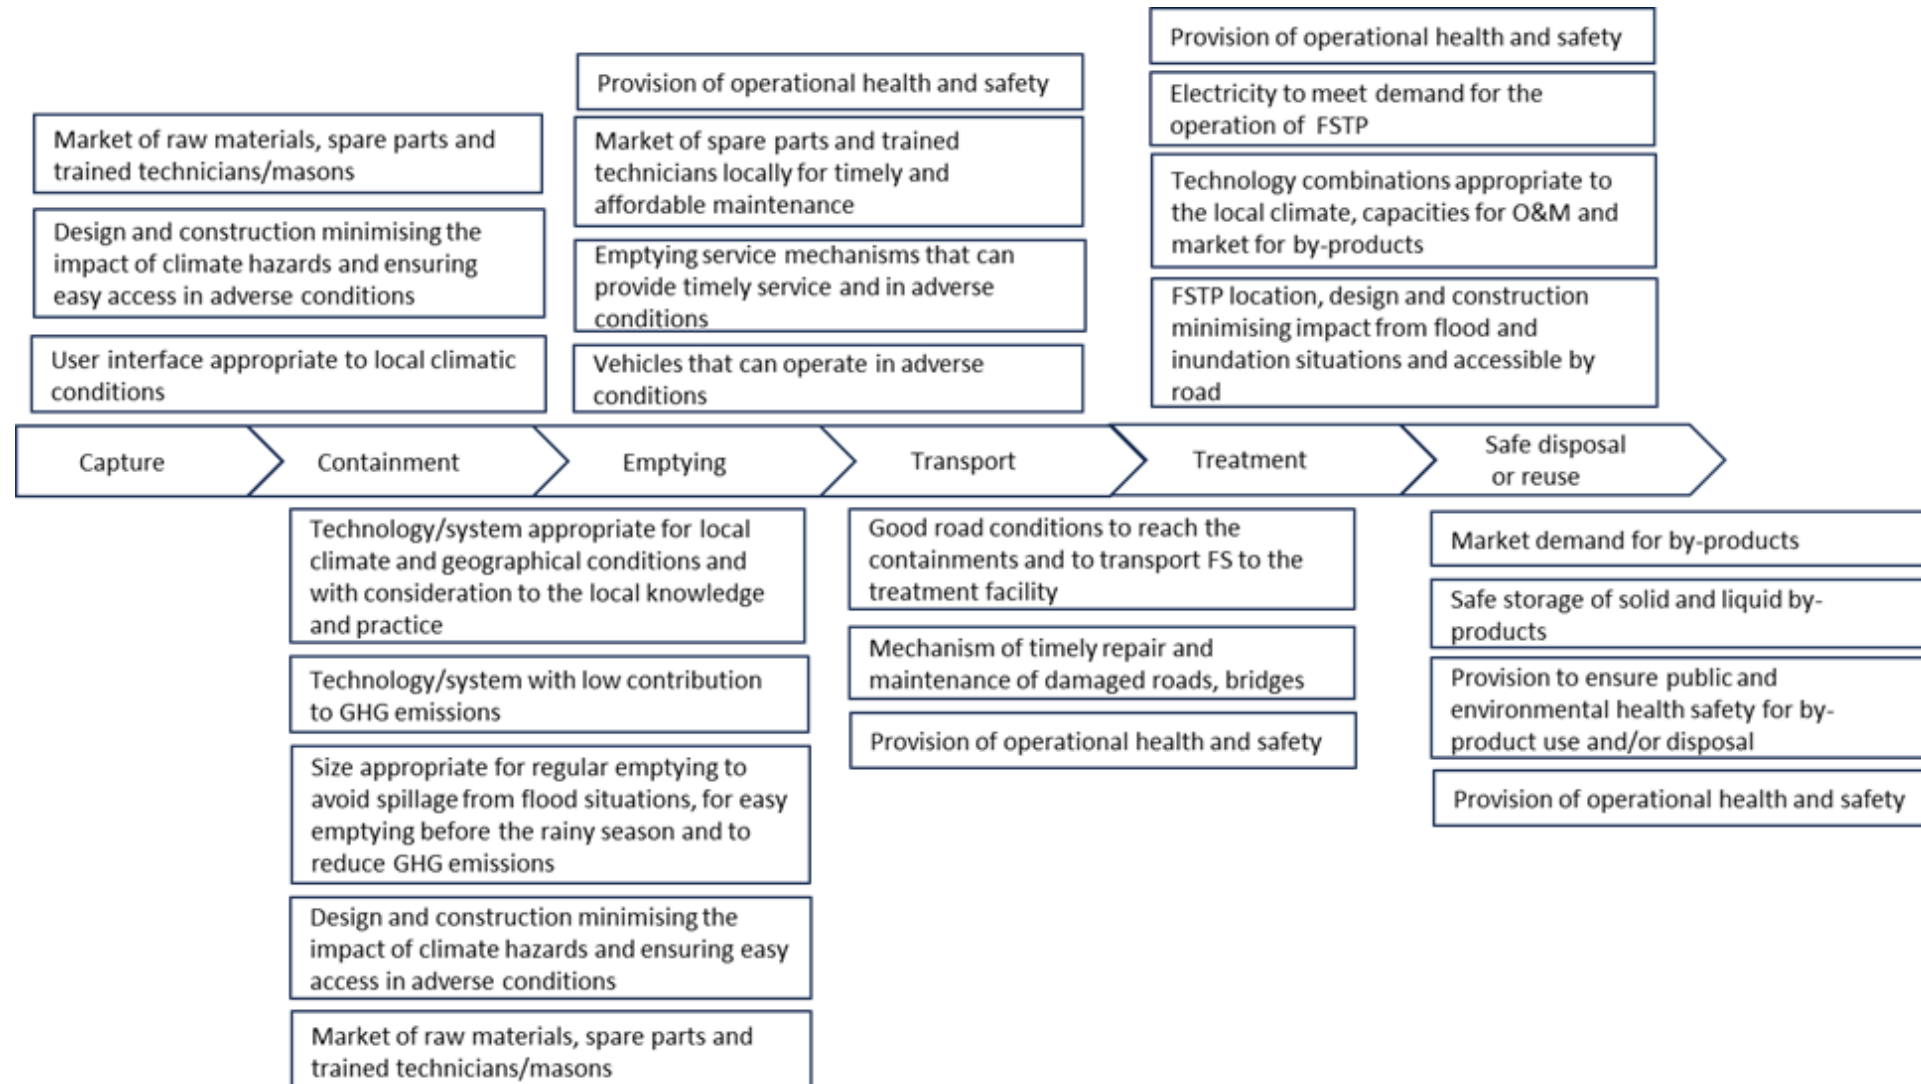 Market of raw materials, spare parts and
trained technicians/masons
Design and construction minimising the
impact of climate hazards and ensuring
easy access in adverse conditions
User interface appropriate to local climatic
conditions
Provision of operational health and safety
Market of spare parts and trained
technicians locally for timely and
affordable maintenance
Emptying service mechanisms that can
provide timely service and in adverse
conditions
Vehicles that can operate in adverse
conditions
Provision of operational health and safety
Electricity to meet demand for the
operation of FSTP
Technology combinations appropriate to
the local climate, capacities for O&M and
market for by-products
FSTP location, design and construction
minimising impact from flood and
inundation situations and accessible by
road
Capture
Containment
Emptying
Transport
Treatment
Safe disposal
or reuse
Technology/system appropriate for local
climate and geographical conditions and
with consideration to the local knowledge
and practice
Technology/system with low contribution
to GHG emissions
Size appropriate for regular emptying to
avoid spillage from flood situations, for easy
emptying before the rainy season and to
reduce GHG emissions
Design and construction minimising the
impact of climate hazards and ensuring easy
access in adverse conditions
Market of raw materials, spare parts and
trained technicians/masons
Good road conditions to reach the
containments and to transport FS to the
treatment facility
Mechanism of timely repair and
maintenance of damaged roads, bridges
Provision of operational health and safety
Market demand for by-products
Safe storage of solid and liquid by-
products
Provision to ensure public and
environmental health safety for by-
product use and/or disposal
Provision of operational health and safety